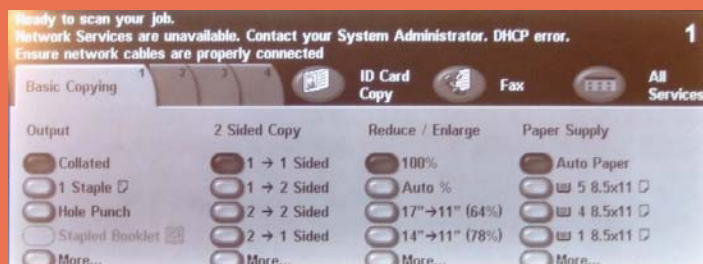 Ready to scan your job.
Network Services are unavailable. Contact your System Administrator. DHCP error.
Ensure network cables are properly connected
1
Basic Copying
1
2
3
4
ID Card
Copy
Fax
All
Services
Output
2 Sided Copy
Reduce / Enlarge
Paper Supply
Collated
1 → 1 Sided
100%
Auto Paper
1 Staple
1 → 2 Sided
Auto %
5 8.5x11
Hole Punch
2 → 2 Sided
17"→11" (64%)
4 8.5x11
Stapled Booklet
2 → 1 Sided
14"→11" (78%)
1 8.5x11
More...
More...
More...
More...